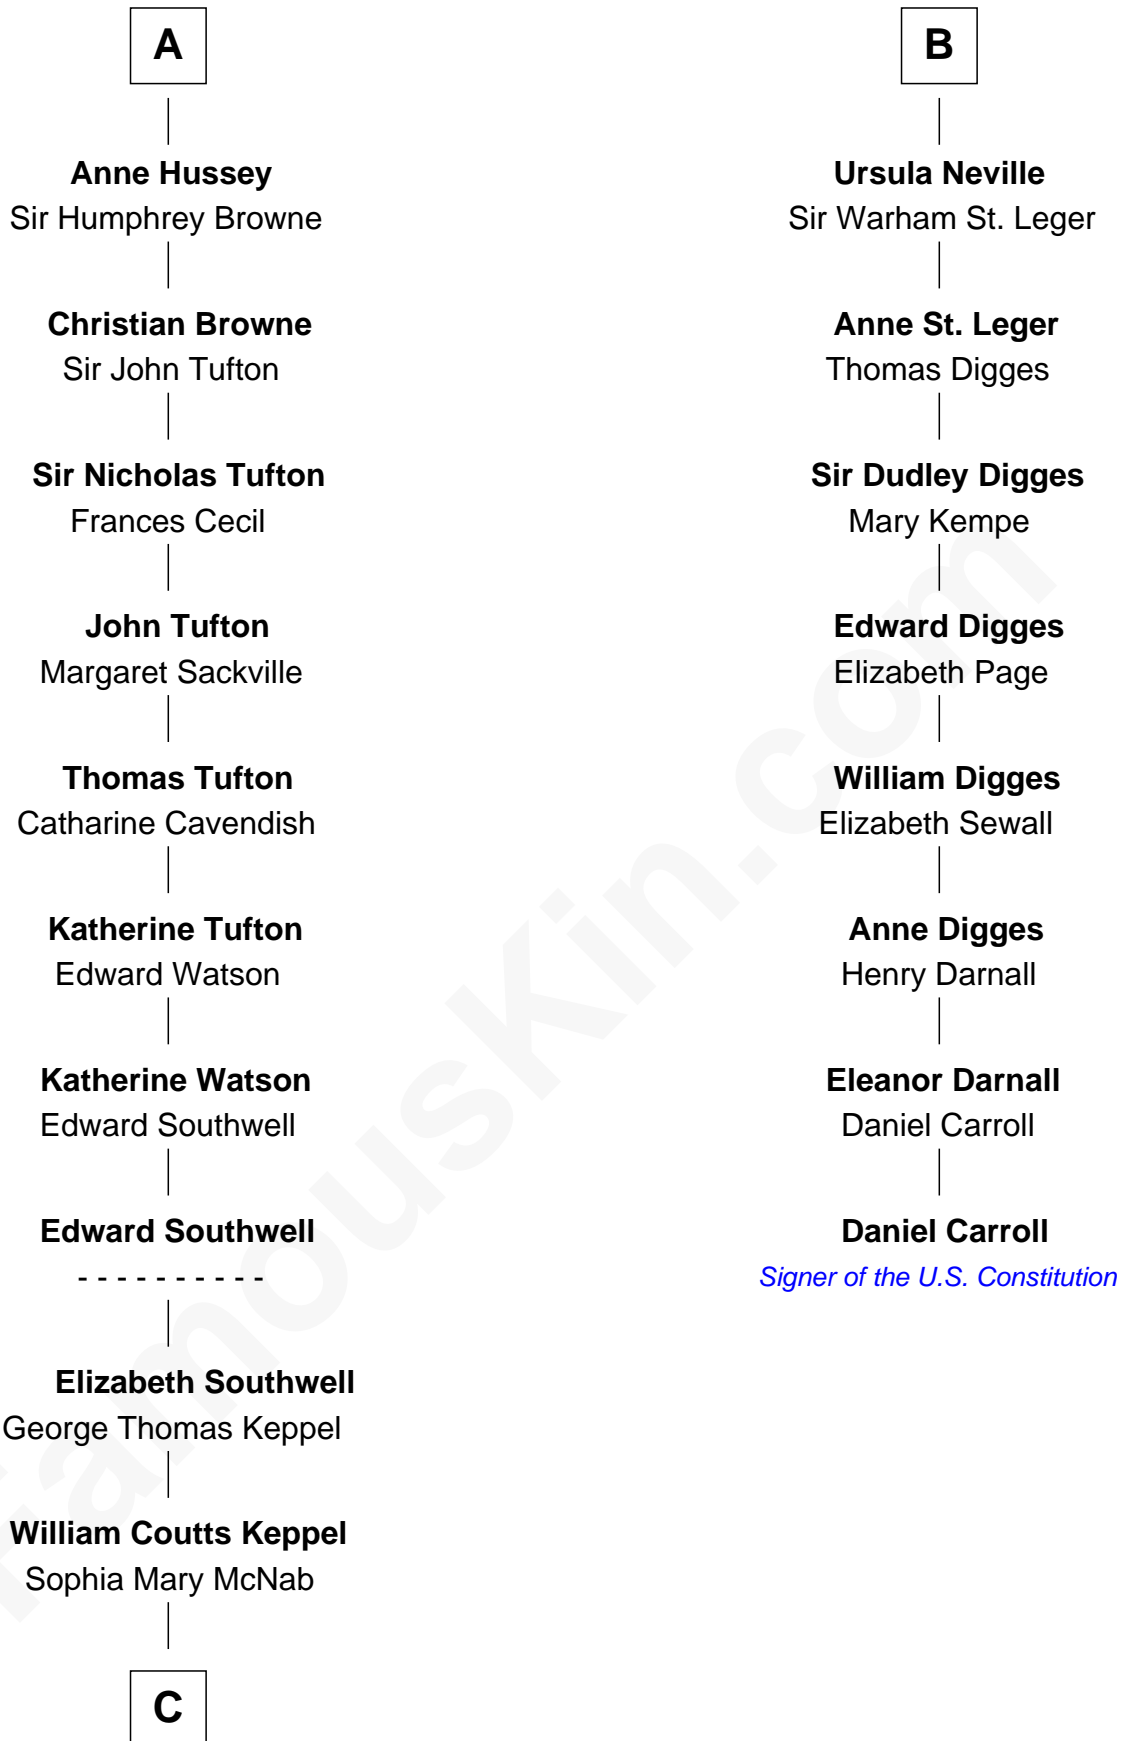 A
Anne Hussey
Sir Humphrey Browne
Christian Browne
Sir John Tufton
Sir Nicholas Tufton
Frances Cecil
John Tufton
Margaret Sackville
Thomas Tufton
Catharine Cavendish
Katherine Tufton
Edward Watson
Katherine Watson
Edward Southwell
Edward Southwell
- - - - - - - - - -
Elizabeth Southwell
George Thomas Keppel
William Coutts Keppel
Sophia Mary McNab
C
B
Ursula Neville
Sir Warham St. Leger
Anne St. Leger
Thomas Digges
Sir Dudley Digges
Mary Kempe
Edward Digges
Elizabeth Page
William Digges
Elizabeth Sewall
Anne Digges
Henry Darnall
Eleanor Darnall
Daniel Carroll
Daniel Carroll
Signer of the U.S. Constitution
FamousKin.com